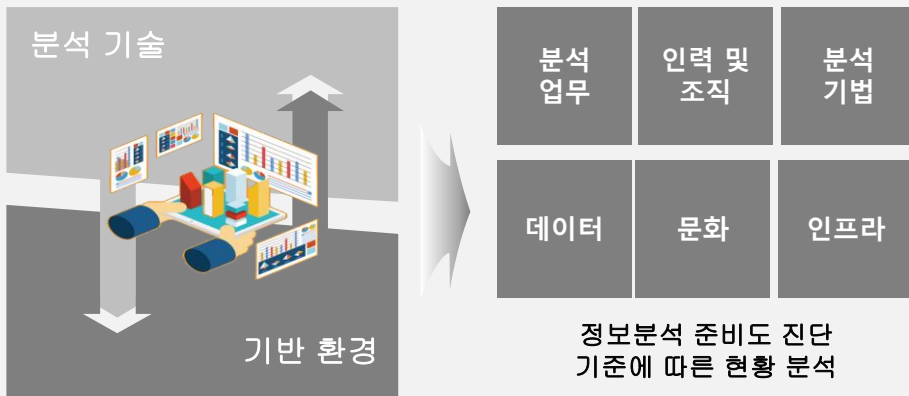 분석 기술
기반 환경
분석
업무
인력 및
조직
분석
기법
데이터
문화
인프라
정보분석 준비도 진단
기준에 따른 현황 분석